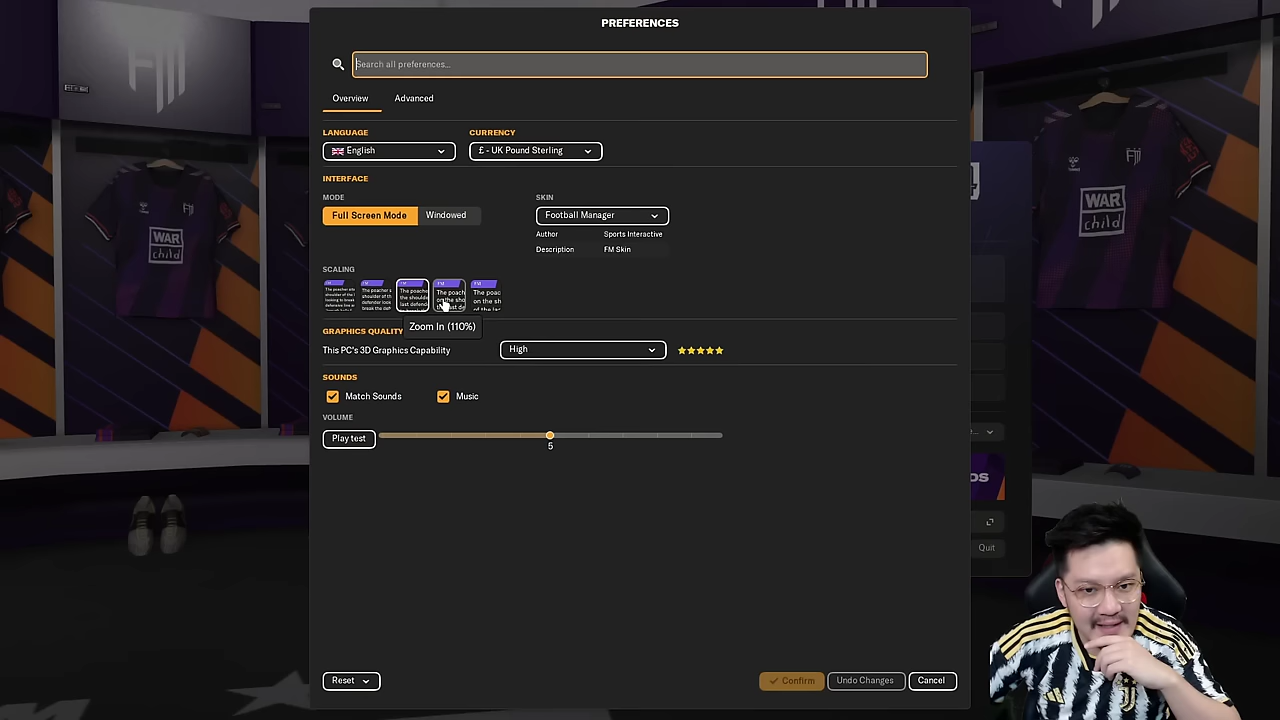 PREFERENCES
Search all preferences...
Overview Advanced
LANGUAGE CURRENCY
English £ - UK Pound Sterling
INTERFACE
MODE SKIN
Full Screen Mode Windowed Football Manager
Author Sports Interactive
Description FM Skin
SCALING
Zoom In (110%)
GRAPHICS QUALITY
This PC's 3D Graphics Capability High
SOUNDS
Match Sounds Music
VOLUME
Play test
5
Reset Confirm Undo Changes Cancel
WAR
child
WAR
child
Quit